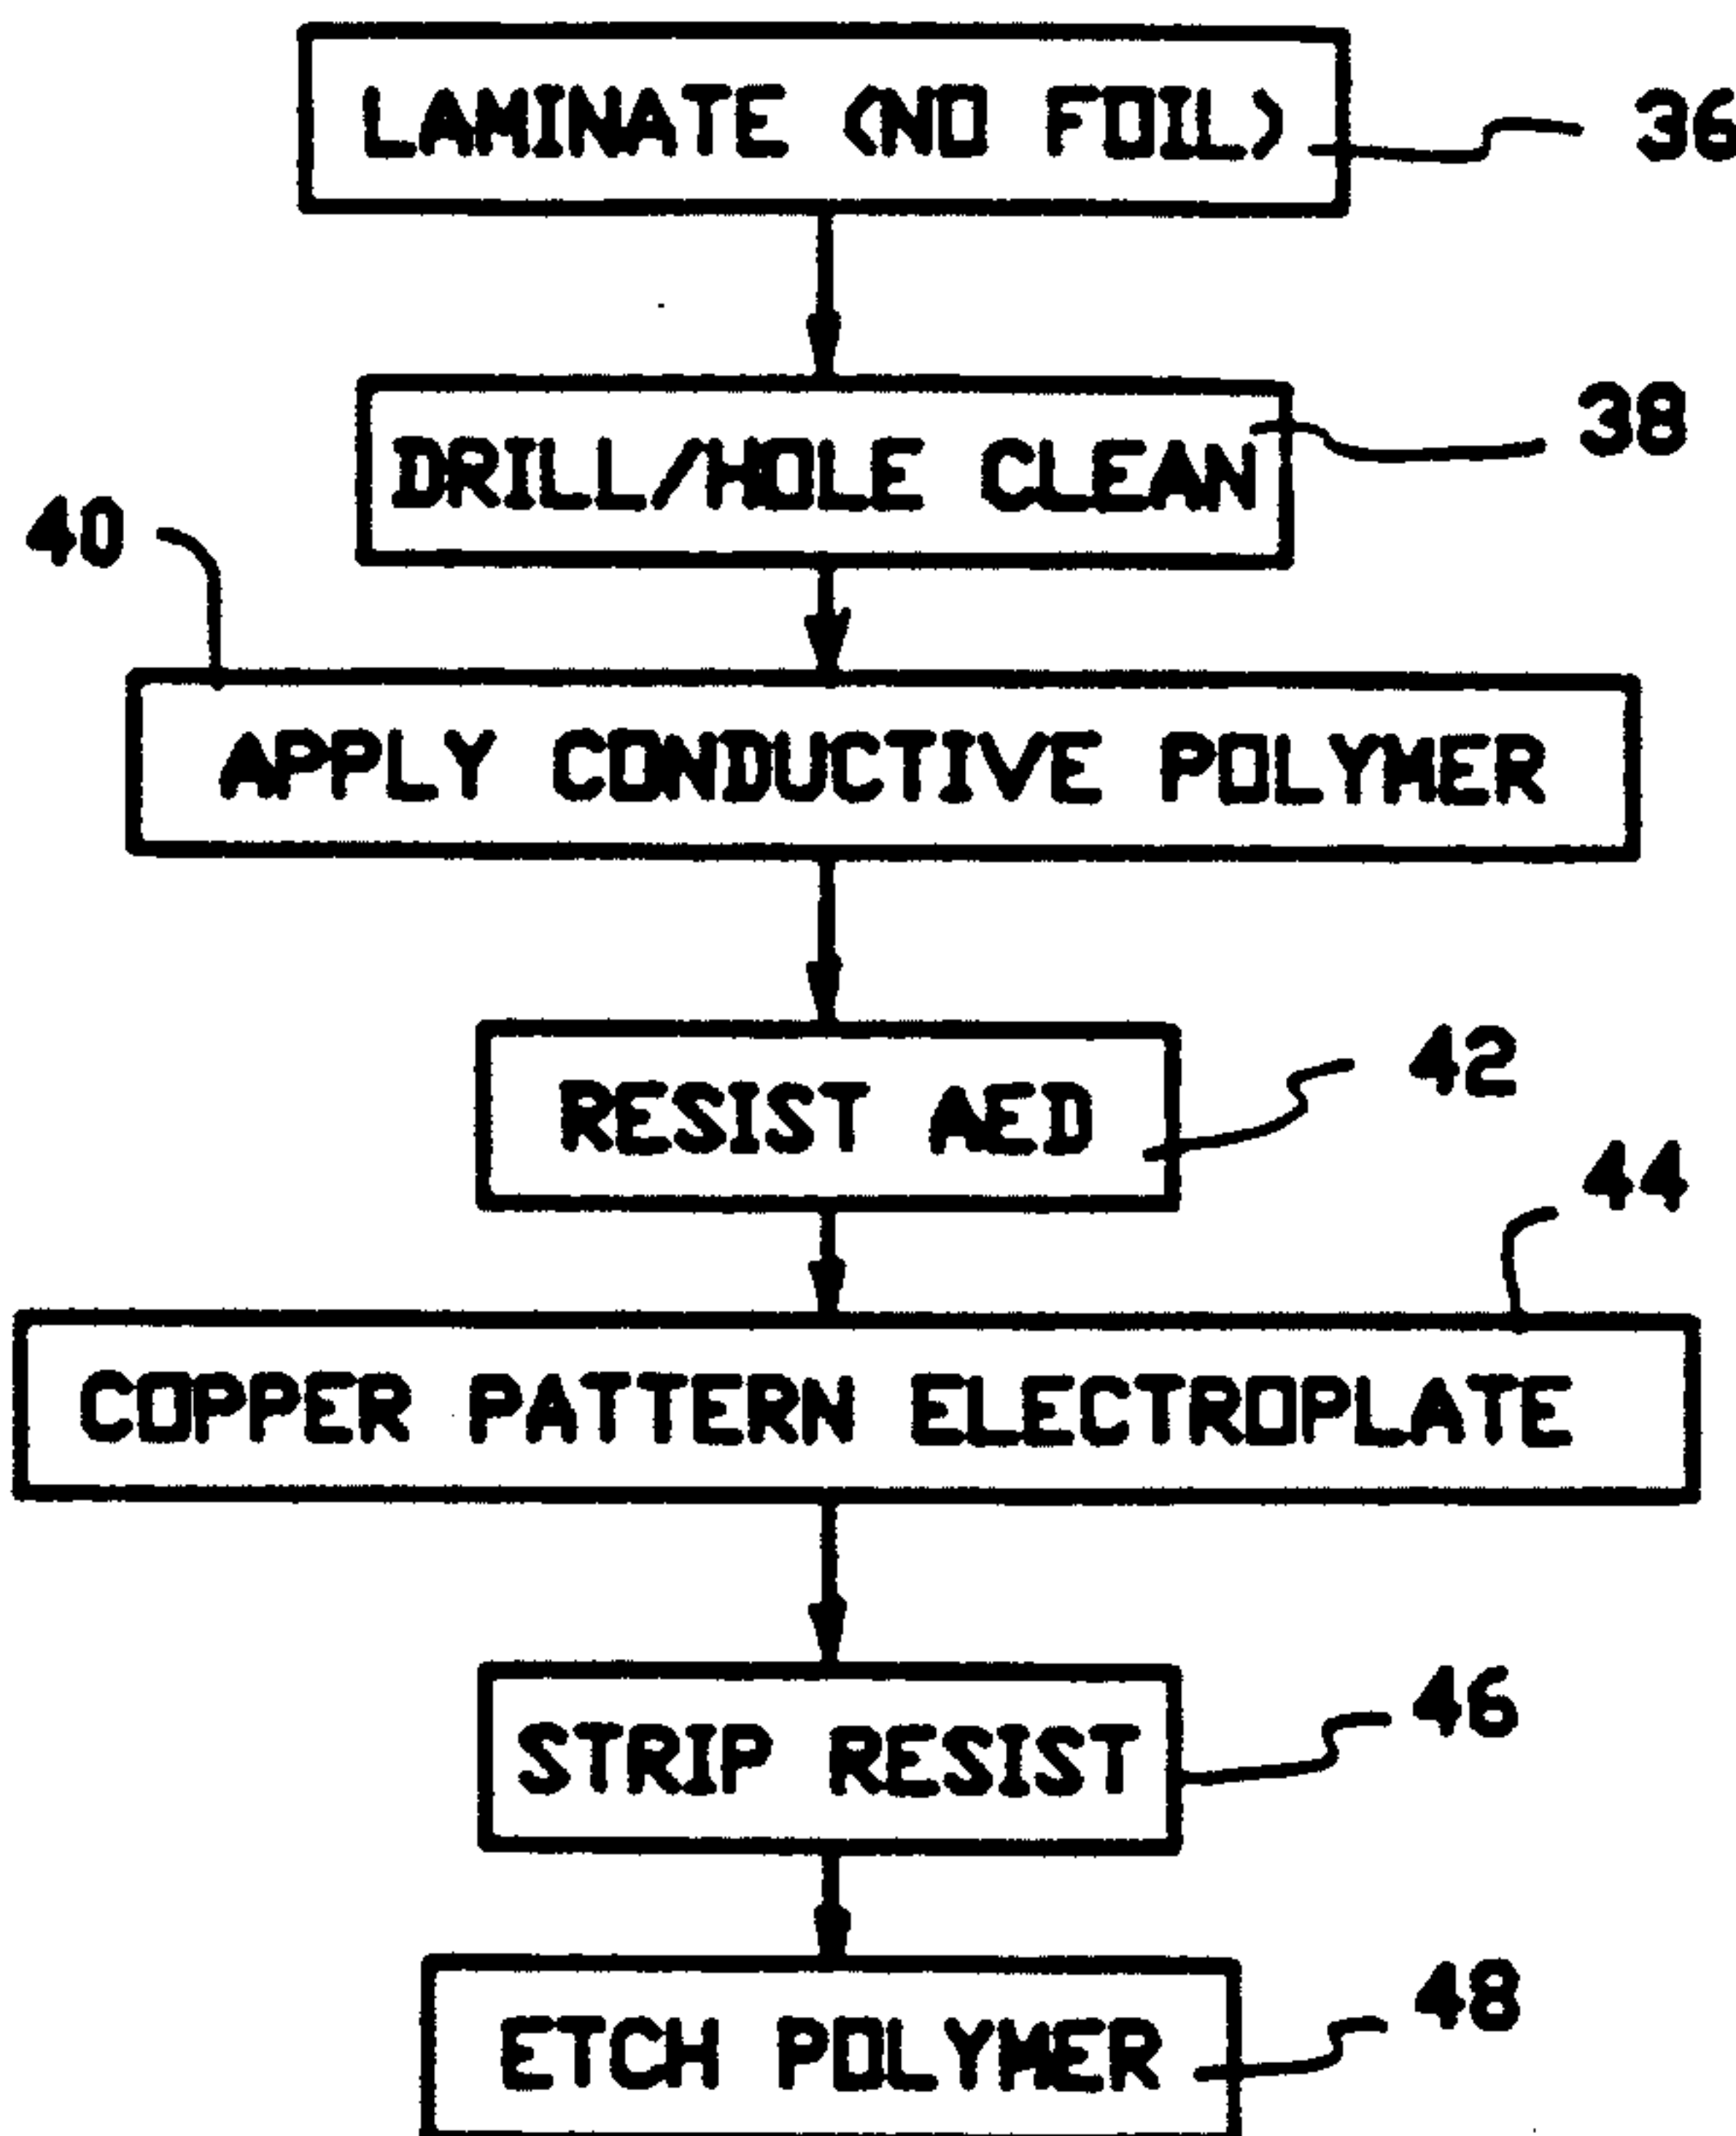 LAMINATE (NO FOIL)
36
DRILL/HOLE CLEAN
38
40
APPLY CONDUCTIVE POLYMER
RESIST AED
42
44
COPPER PATTERN ELECTROPLATE
STRIP RESIST
46
ETCH POLYMER
48